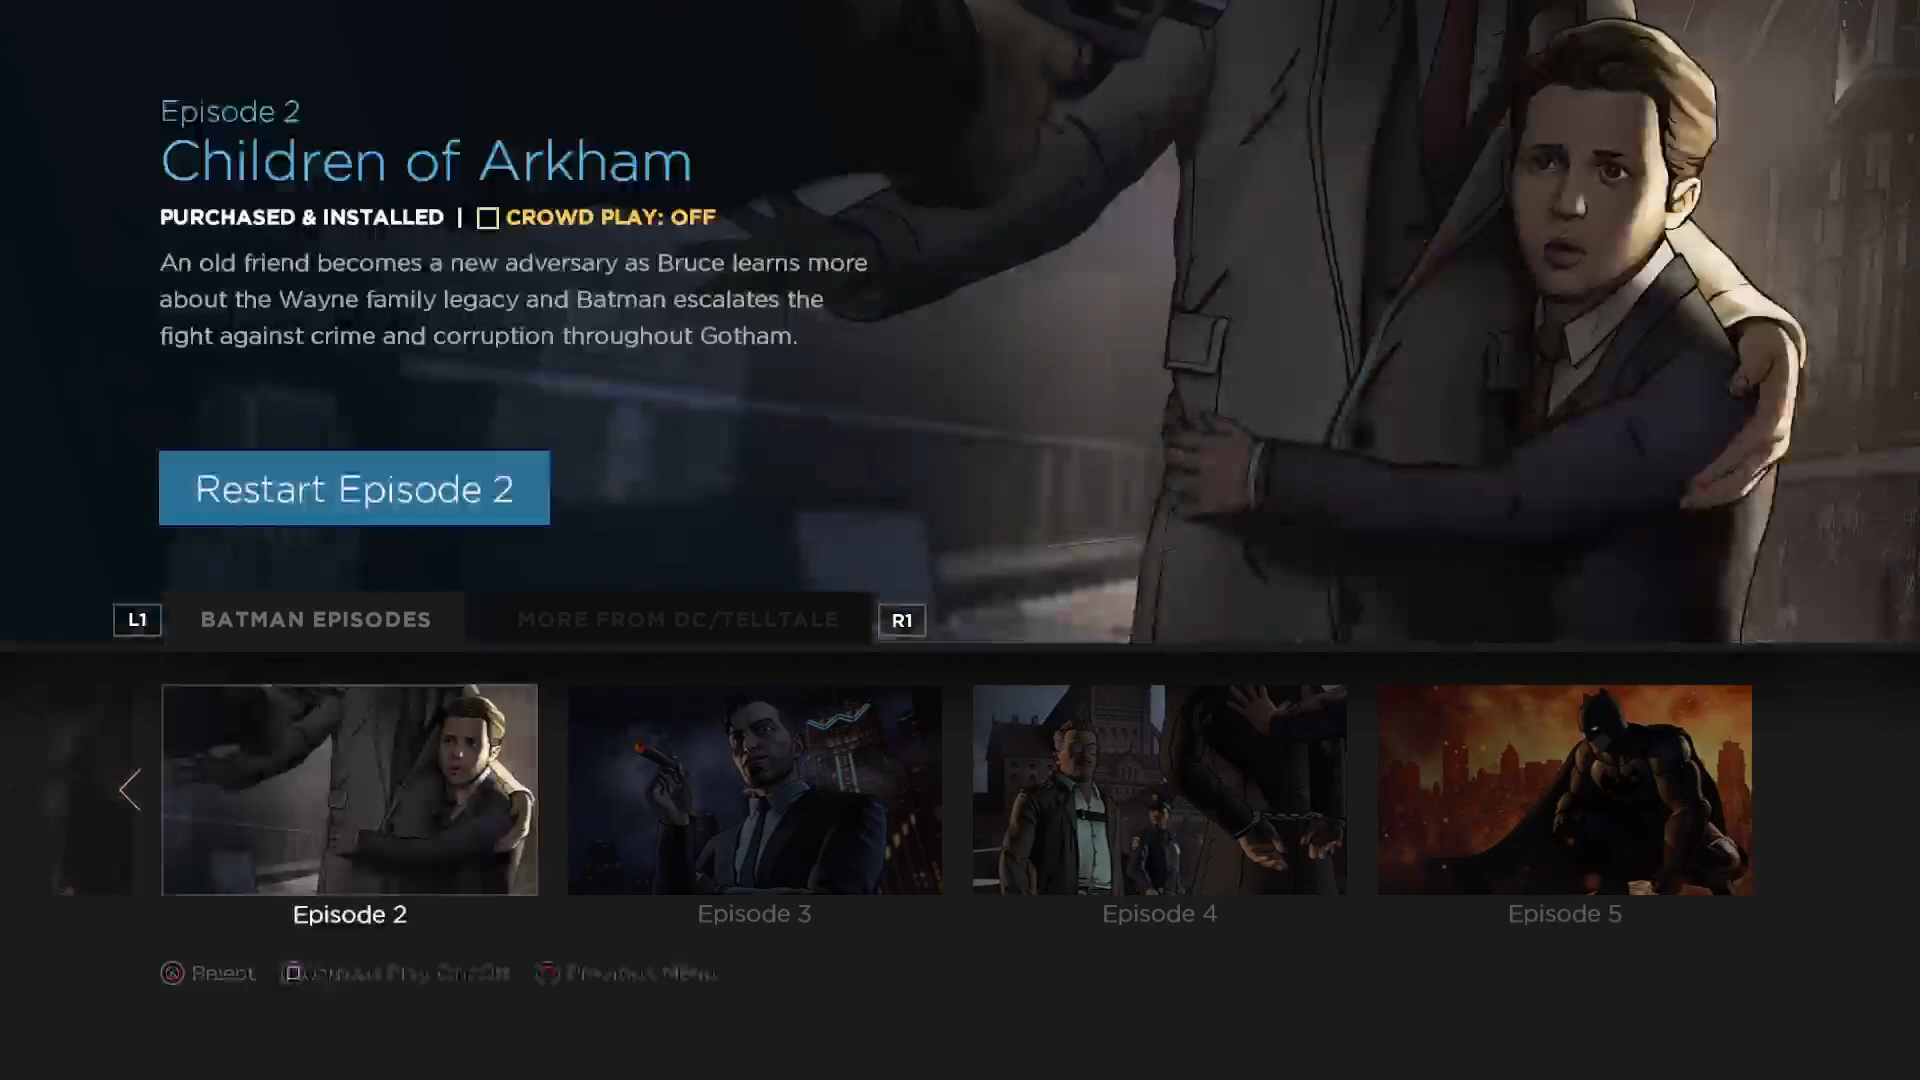 Episode 2
Children of Arkham
PURCHASED & INSTALLED | CROWD PLAY: OFF
An old friend becomes a new adversary as Bruce learns more
about the Wayne family legacy and Batman escalates the
fight against crime and corruption throughout Gotham.
Restart Episode 2
L1 BATMAN EPISODES MORE FROM DC/TELLTALE R1
Episode 2 Episode 3 Episode 4 Episode 5
Previous Menu